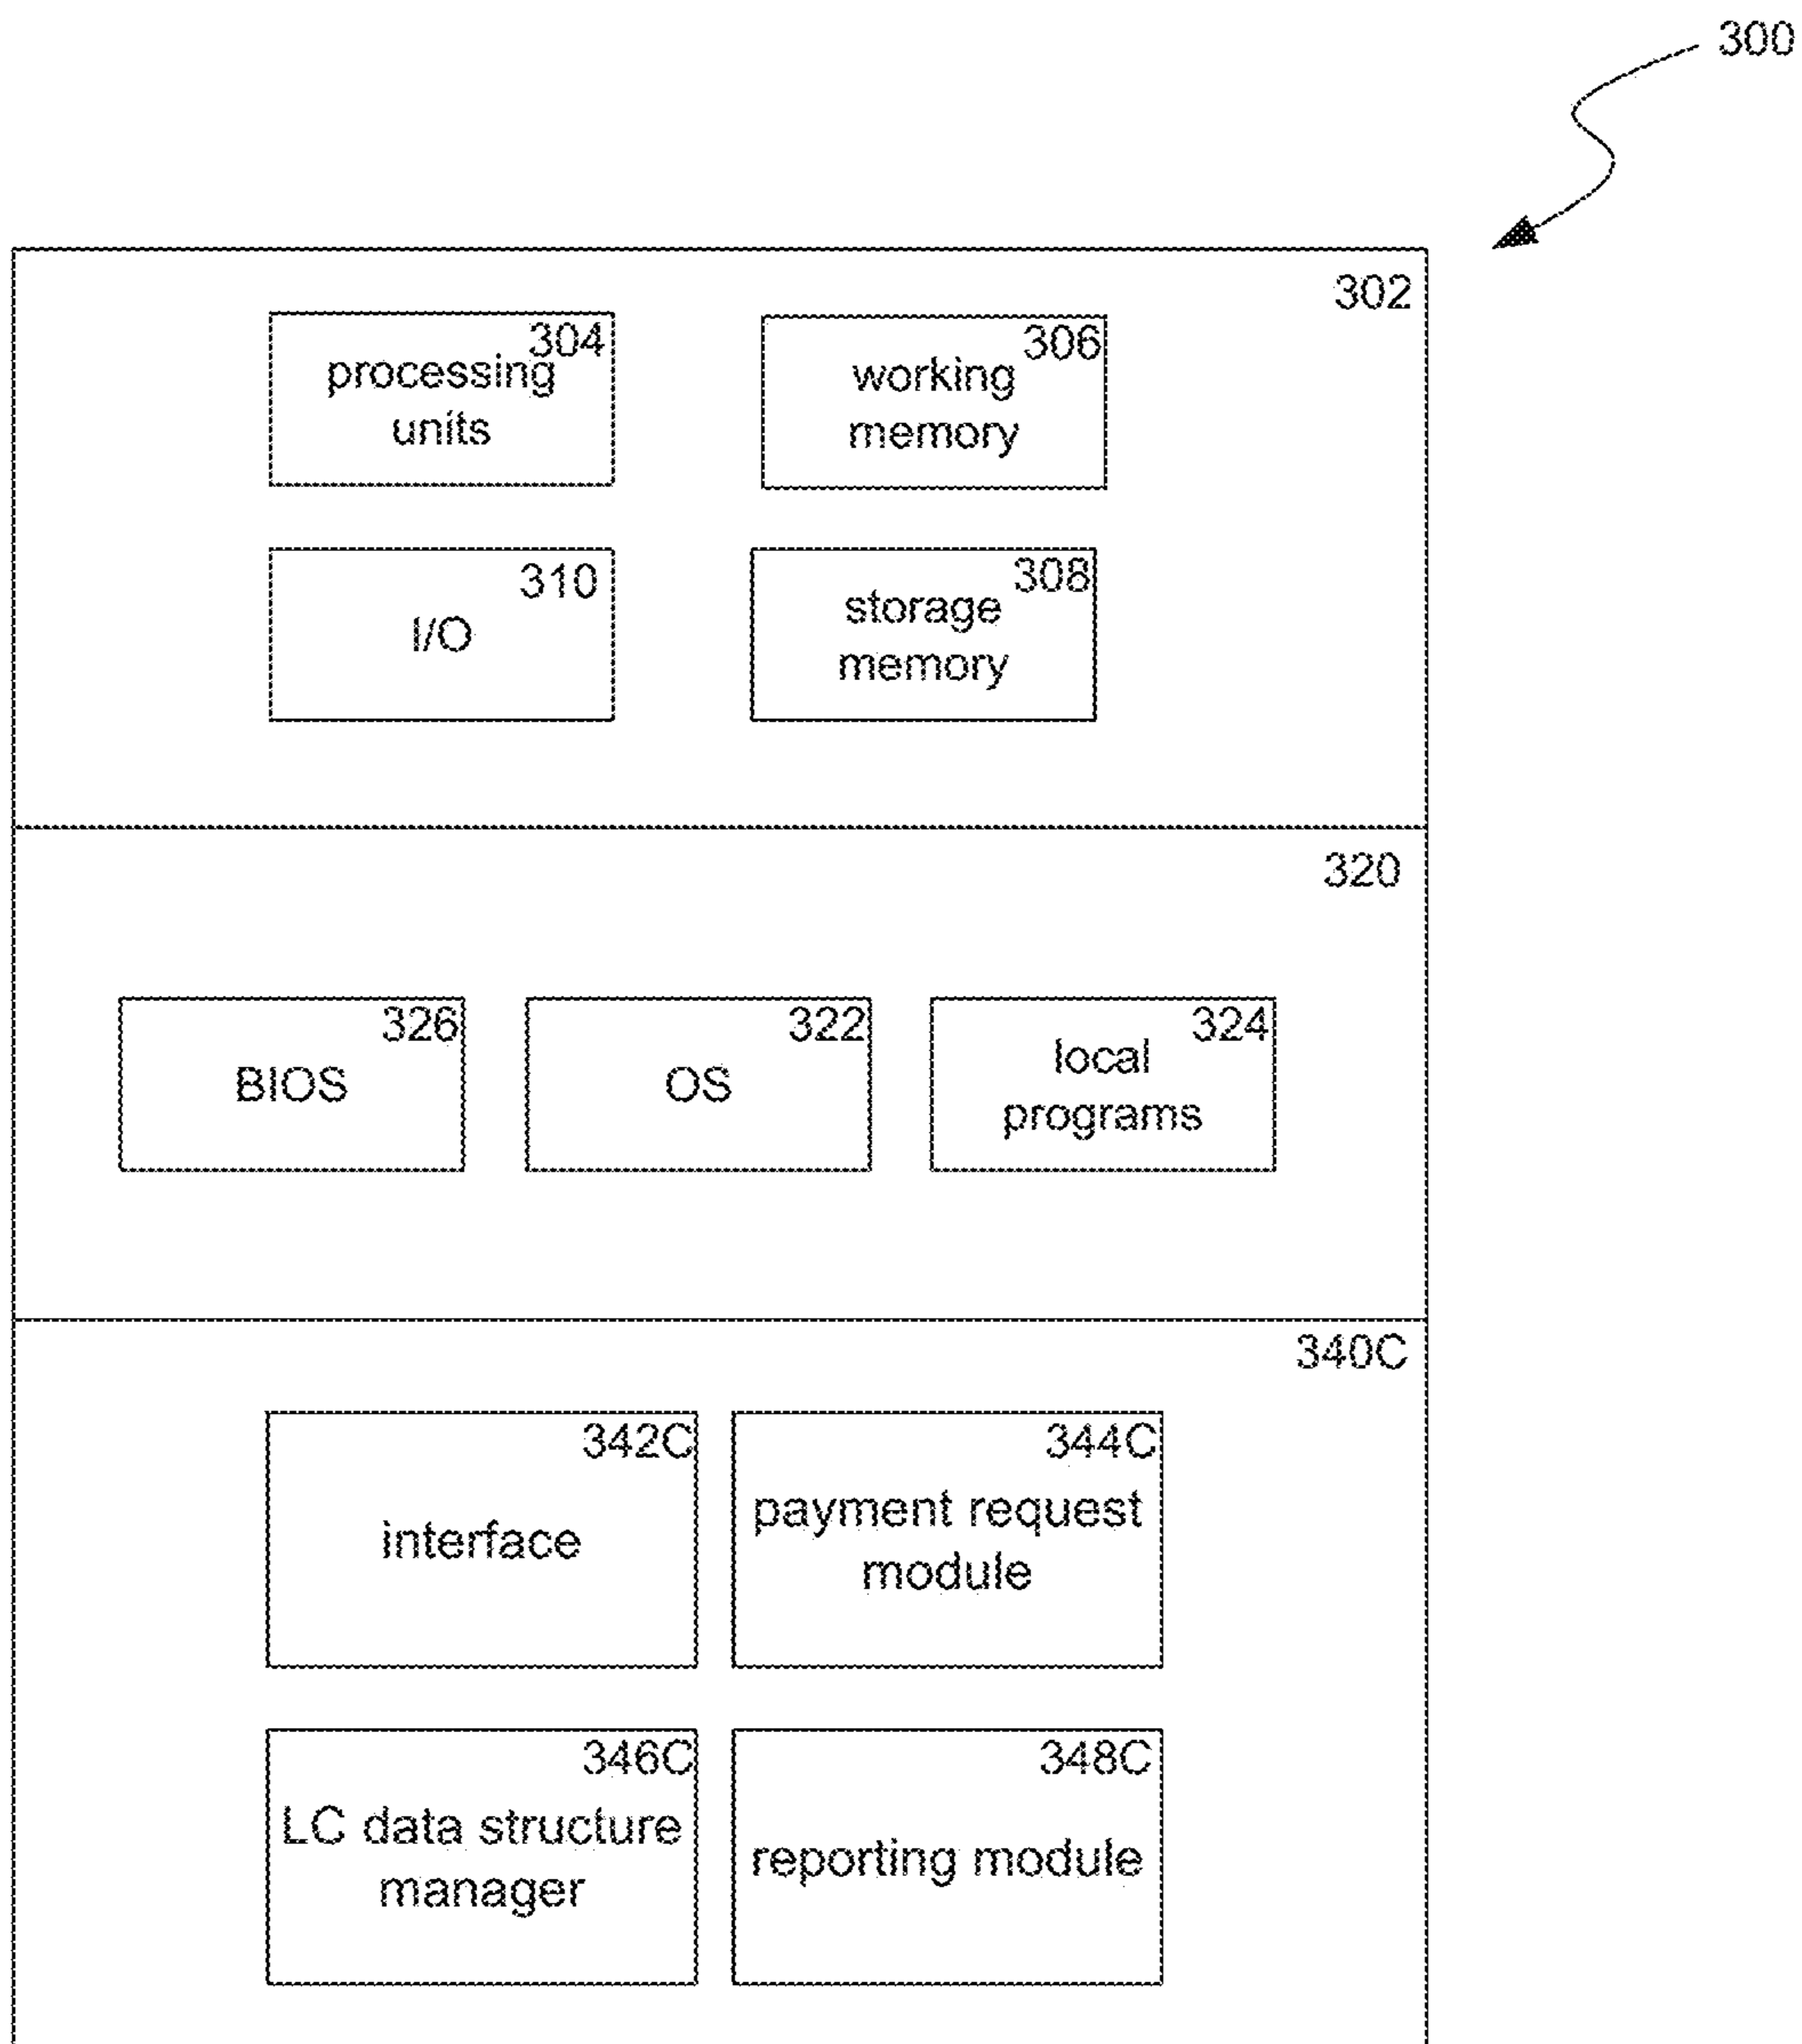 300
302
304
processing
units
306
working
memory
310
I/O
308
storage
memory
320
326
BIOS
322
OS
324
local
programs
340C
342C
interface
344C
payment request
module
346C
LC data structure
manager
348C
reporting module